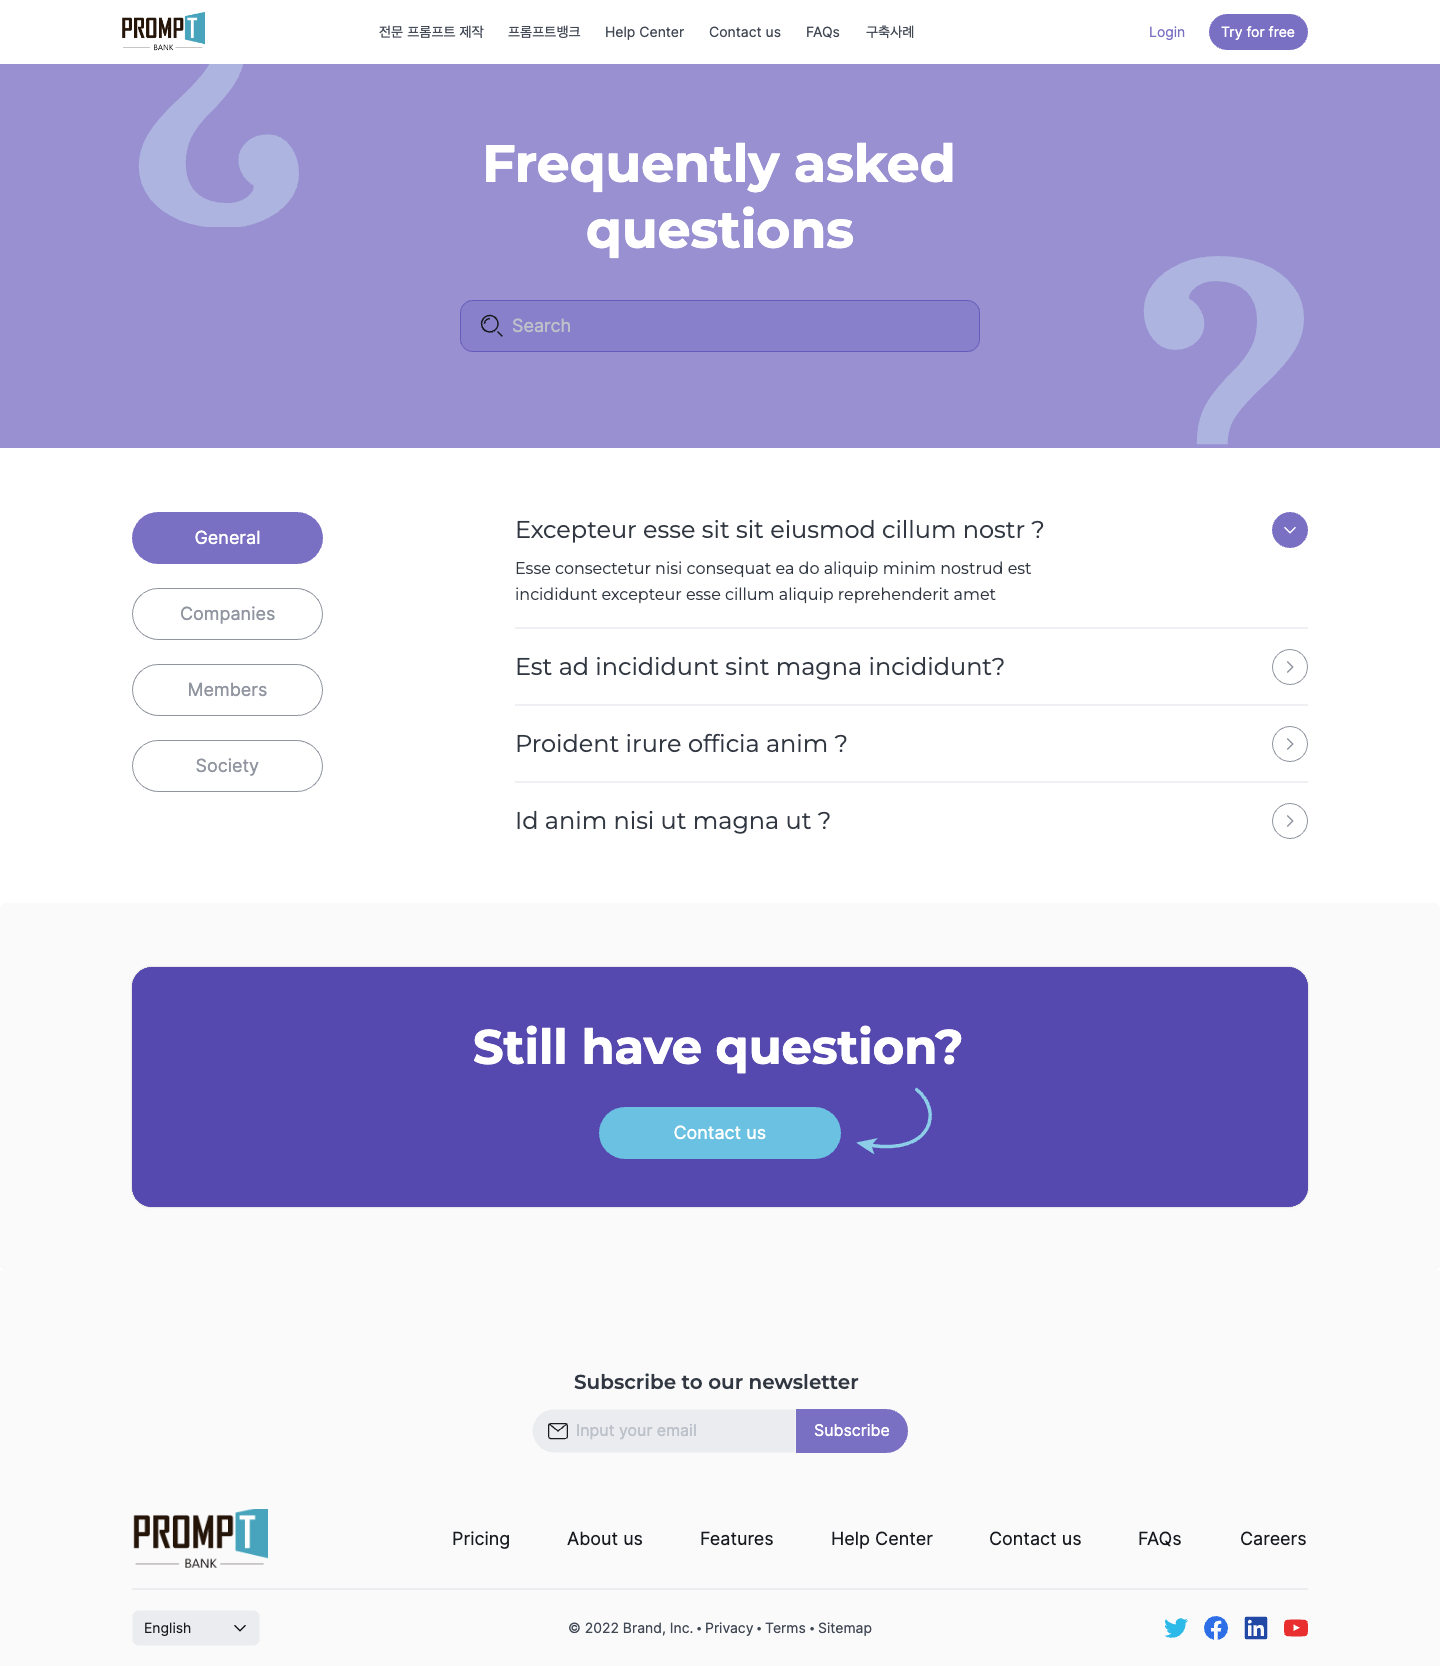 PROMPT
BANK
전문 프롬프트 제작
프롬프트뱅크
Help Center
Contact us
FAQs
구축사례
Login
Try for free
?
Frequently asked
questions
Search
?
General
Companies
Members
Society
Excepteur esse sit sit eiusmod cillum nostr ?
Esse consectetur nisi consequat ea do aliquip minim nostrud est
incididunt excepteur esse cillum aliquip reprehenderit amet
Est ad incididunt sint magna incididunt?
Proident irure officia anim ?
Id anim nisi ut magna ut ?
Still have question?
Contact us
Subscribe to our newsletter
Input your email
Subscribe
PROMPT
BANK
Pricing
About us
Features
Help Center
Contact us
FAQs
Careers
English
© 2022 Brand, Inc. • Privacy • Terms • Sitemap